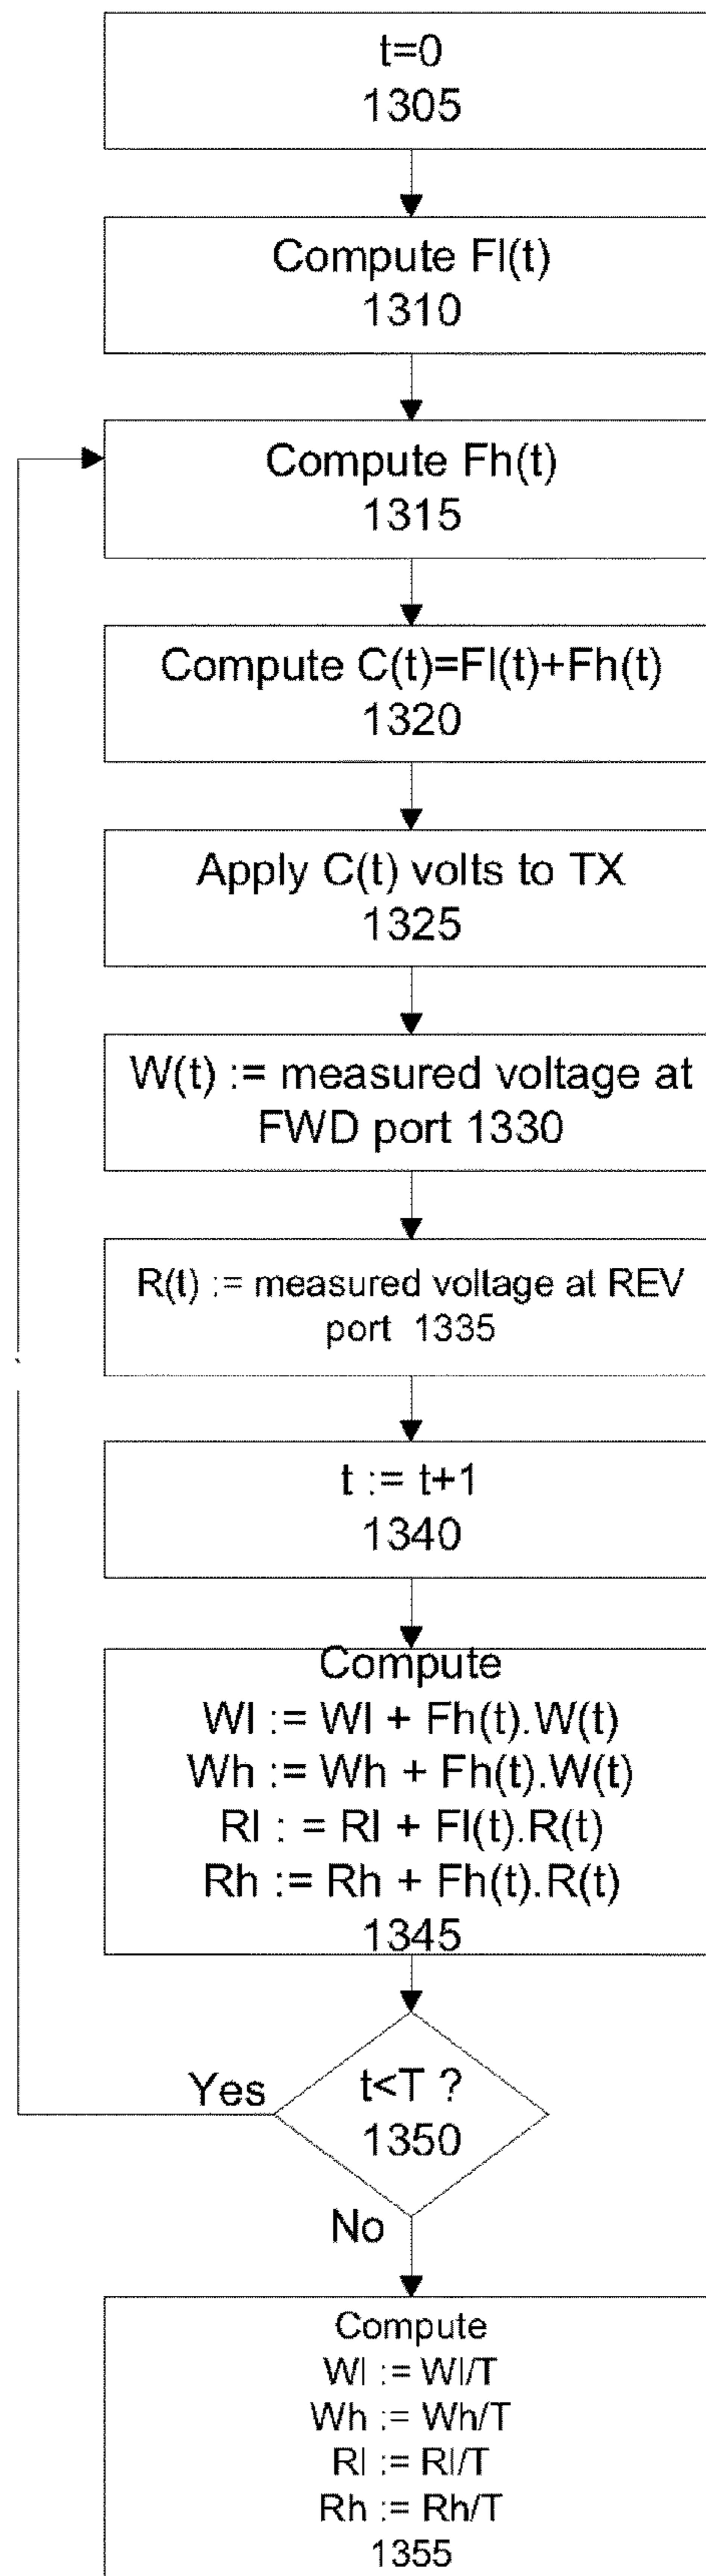 t=0
1305
Compute Fl(t)
1310
Compute Fh(t)
1315
Compute C(t)=Fl(t)+Fh(t)
1320
Apply C(t) volts to TX
1325
W(t) := measured voltage at
FWD port 1330
R(t) := measured voltage at REV
port 1335
t := t+1
1340
Compute
Wl := Wl + Fh(t).W(t)
Wh := Wh + Fh(t).W(t)
Rl : = Rl + Fl(t).R(t)
Rh := Rh + Fh(t).R(t)
1345
t<T ?
1350
Yes
No
Compute
Wl := Wl/T
Wh := Wh/T
Rl := Rl/T
Rh := Rh/T
1355